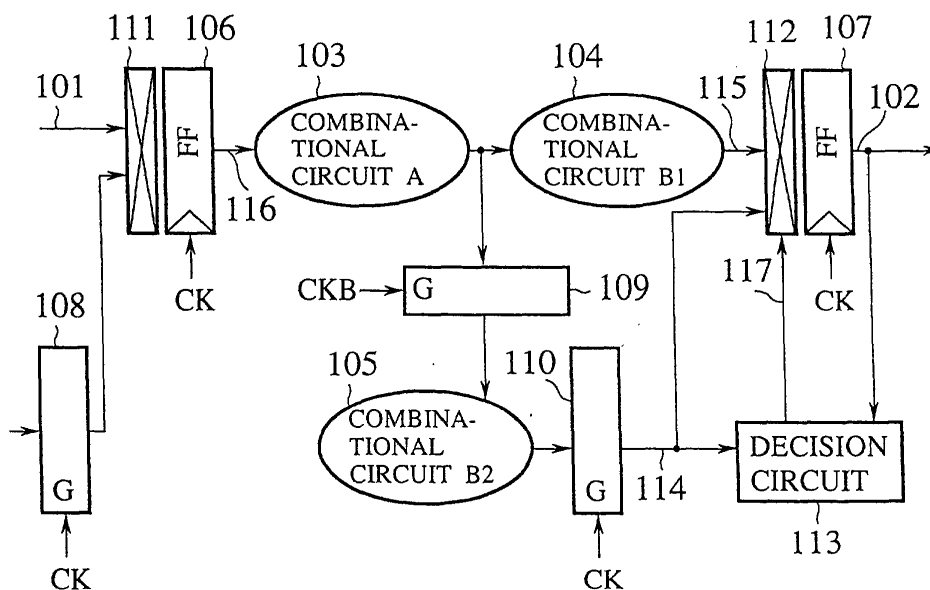 111
106
103
104
112
107
101
115
102
FF
COMBINA-
TIONAL
CIRCUIT A
COMBINA-
TIONAL
CIRCUIT B1
FF
116
CK
CKB
G
109
117
CK
108
105
110
COMBINA-
TIONAL
CIRCUIT B2
G
G
114
DECISION
CIRCUIT
113
CK
CK